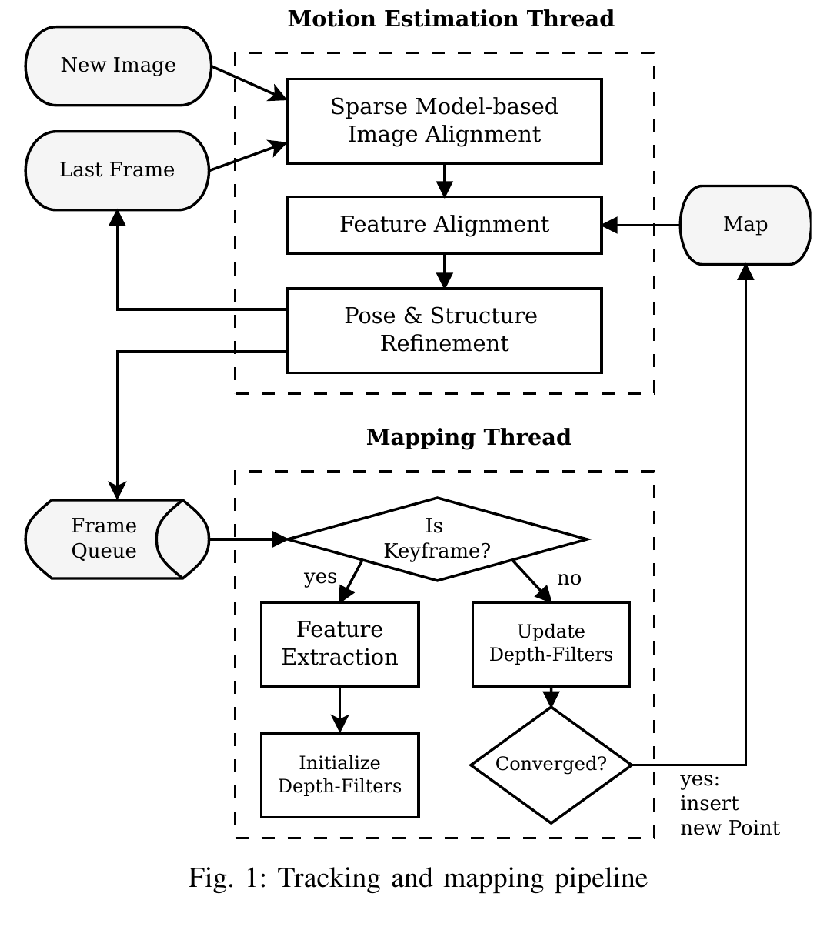 Motion Estimation Thread
New Image
Sparse Model-based
Image Alignment
Last Frame
Feature Alignment
Map
Pose & Structure
Refinement
Mapping Thread
Frame
Queue
Is
Keyframe?
yes
no
Feature
Extraction
Update
Depth-Filters
Initialize
Depth-Filters
Converged?
yes:
insert
new Point
Fig. 1: Tracking and mapping pipeline